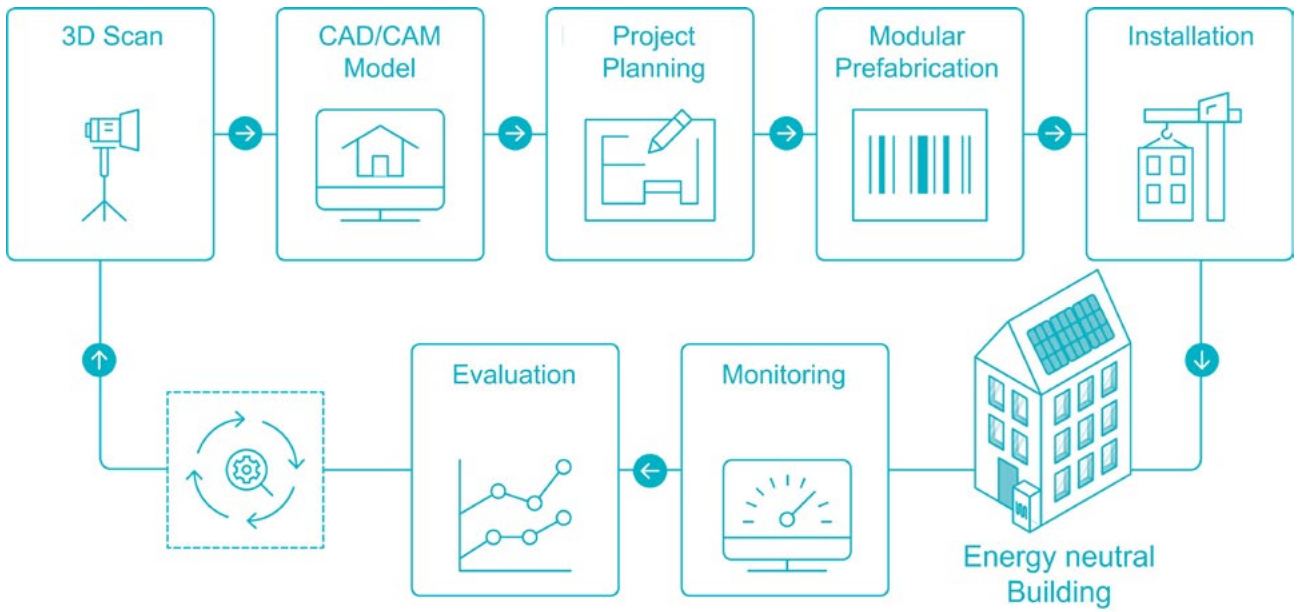 3D Scan
CAD/CAM
Model
Project
Planning
Modular
Prefabrication
Installation
Evaluation
Monitoring
Energy neutral
Building